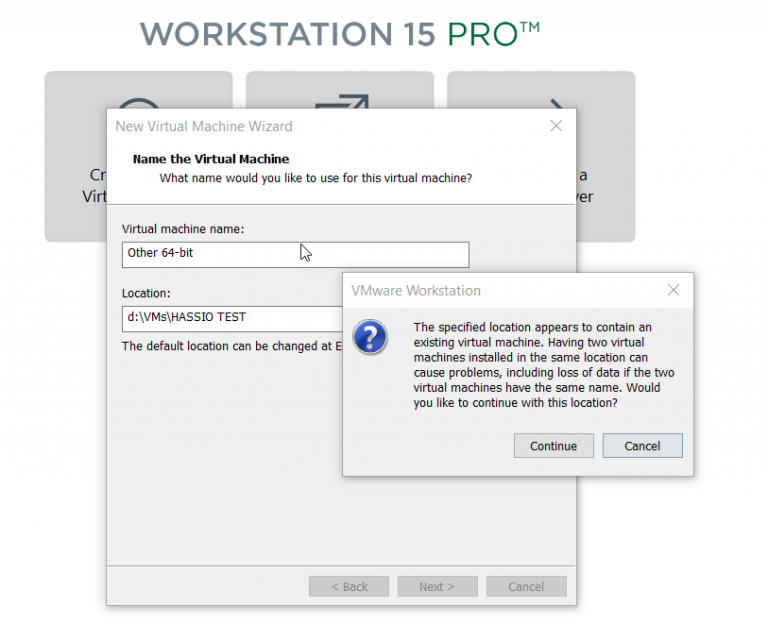 WORKSTATION 15 PRO™
Cr
Virt
a
er
New Virtual Machine Wizard
Name the Virtual Machine
What name would you like to use for this virtual machine?
Virtual machine name:
Other 64-bit
Location:
d:\VMs\HASSIO TEST
The default location can be changed at E
VMware Workstation
The specified location appears to contain an
existing virtual machine. Having two virtual
machines installed in the same location can
cause problems, including loss of data if the two
virtual machines have the same name. Would
you like to continue with this location?
Continue
Cancel
< Back
Next >
Cancel